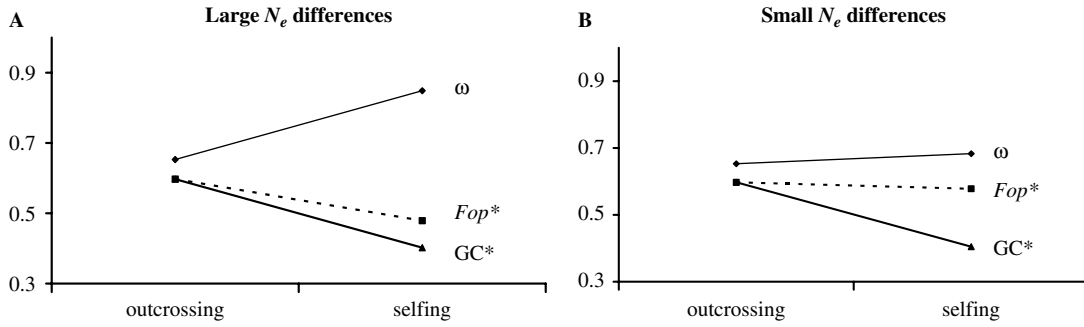 A
Large Ne differences
0.9
0.7
0.5
0.3
ω
Fop*
GC*
outcrossing
selfing
B
Small Ne differences
0.9
0.7
0.5
0.3
ω
Fop*
GC*
outcrossing
selfing